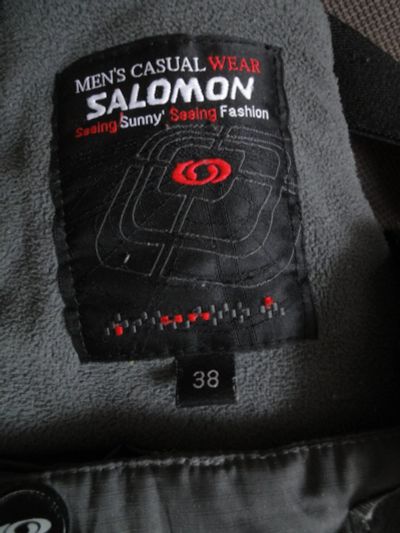 MEN'S CASUAL WEAR
SALOMON
Seeing Sunny' Seeing Fashion
38